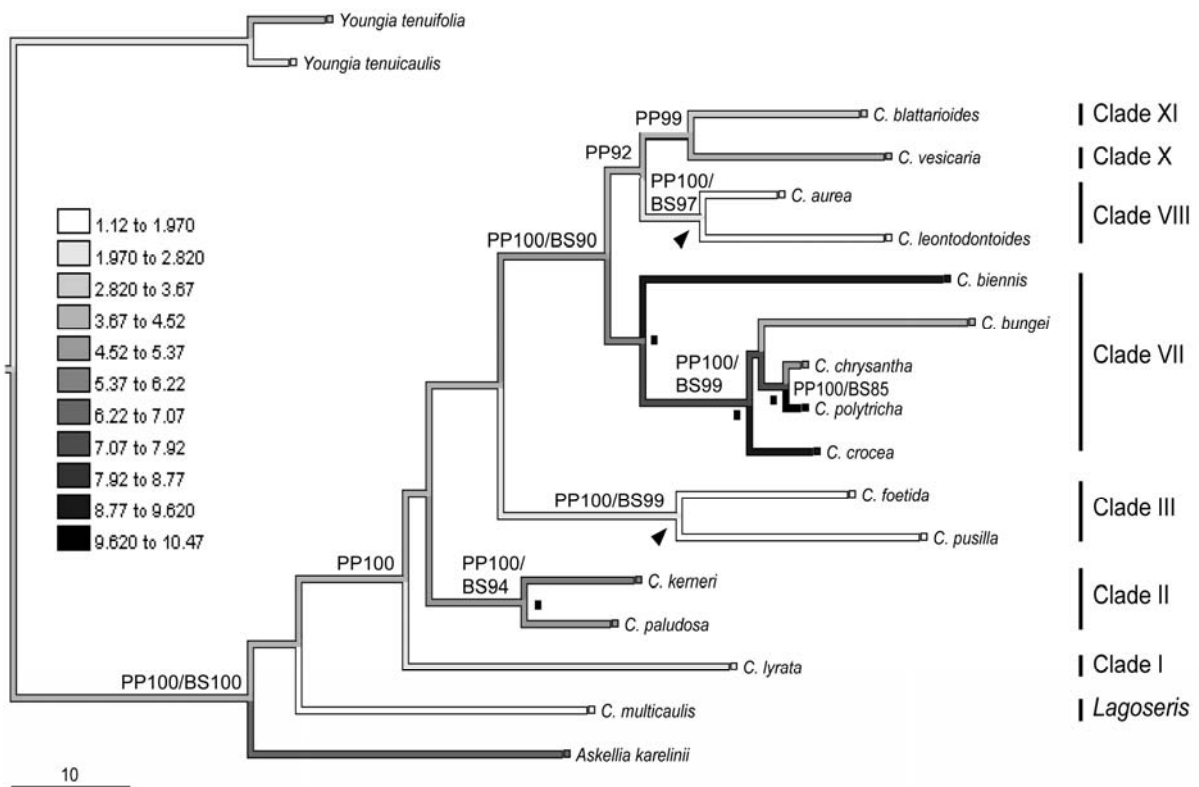 Youngia tenuifolia
Youngia tenuicaulis
PP99
C. blattarioides
Clade XI
PP92
C. vesicaria
Clade X
PP100/
BS97
C. aurea
Clade VIII
C. leontodontoides
1.12 to 1.970
1.970 to 2.820
2.820 to 3.67
3.67 to 4.52
4.52 to 5.37
5.37 to 6.22
6.22 to 7.07
7.07 to 7.92
7.92 to 8.77
8.77 to 9.620
9.620 to 10.47
PP100/BS90
C. biennis
C. bungei
Clade VII
PP100/
BS99
C. chrysantha
PP100/BS85
C. polytricha
C. crocea
PP100/BS99
C. foetida
Clade III
C. pusilla
PP100
PP100/
BS94
C. kerneri
Clade II
C. paludosa
C. lyrata
Clade I
PP100/BS100
C. multicaulis
Lagoseris
Askellia karelinii
10